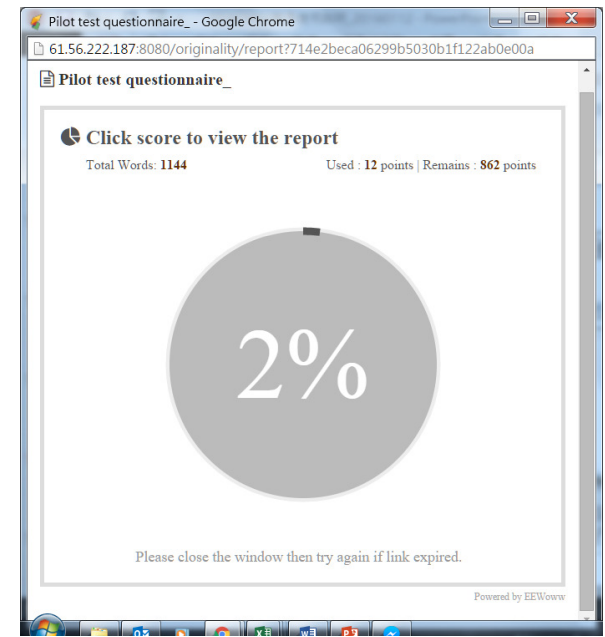 Pilot test questionnaire_ - Google Chrome
61.56.222.187:8080/originality/report?714e2beca06299b5030b1f122ab0e00a
Pilot test questionnaire_
Click score to view the report
Total Words: 1144 Used : 12 points | Remains : 862 points
2%
Please close the window then try again if link expired.
Powered by EEWoww